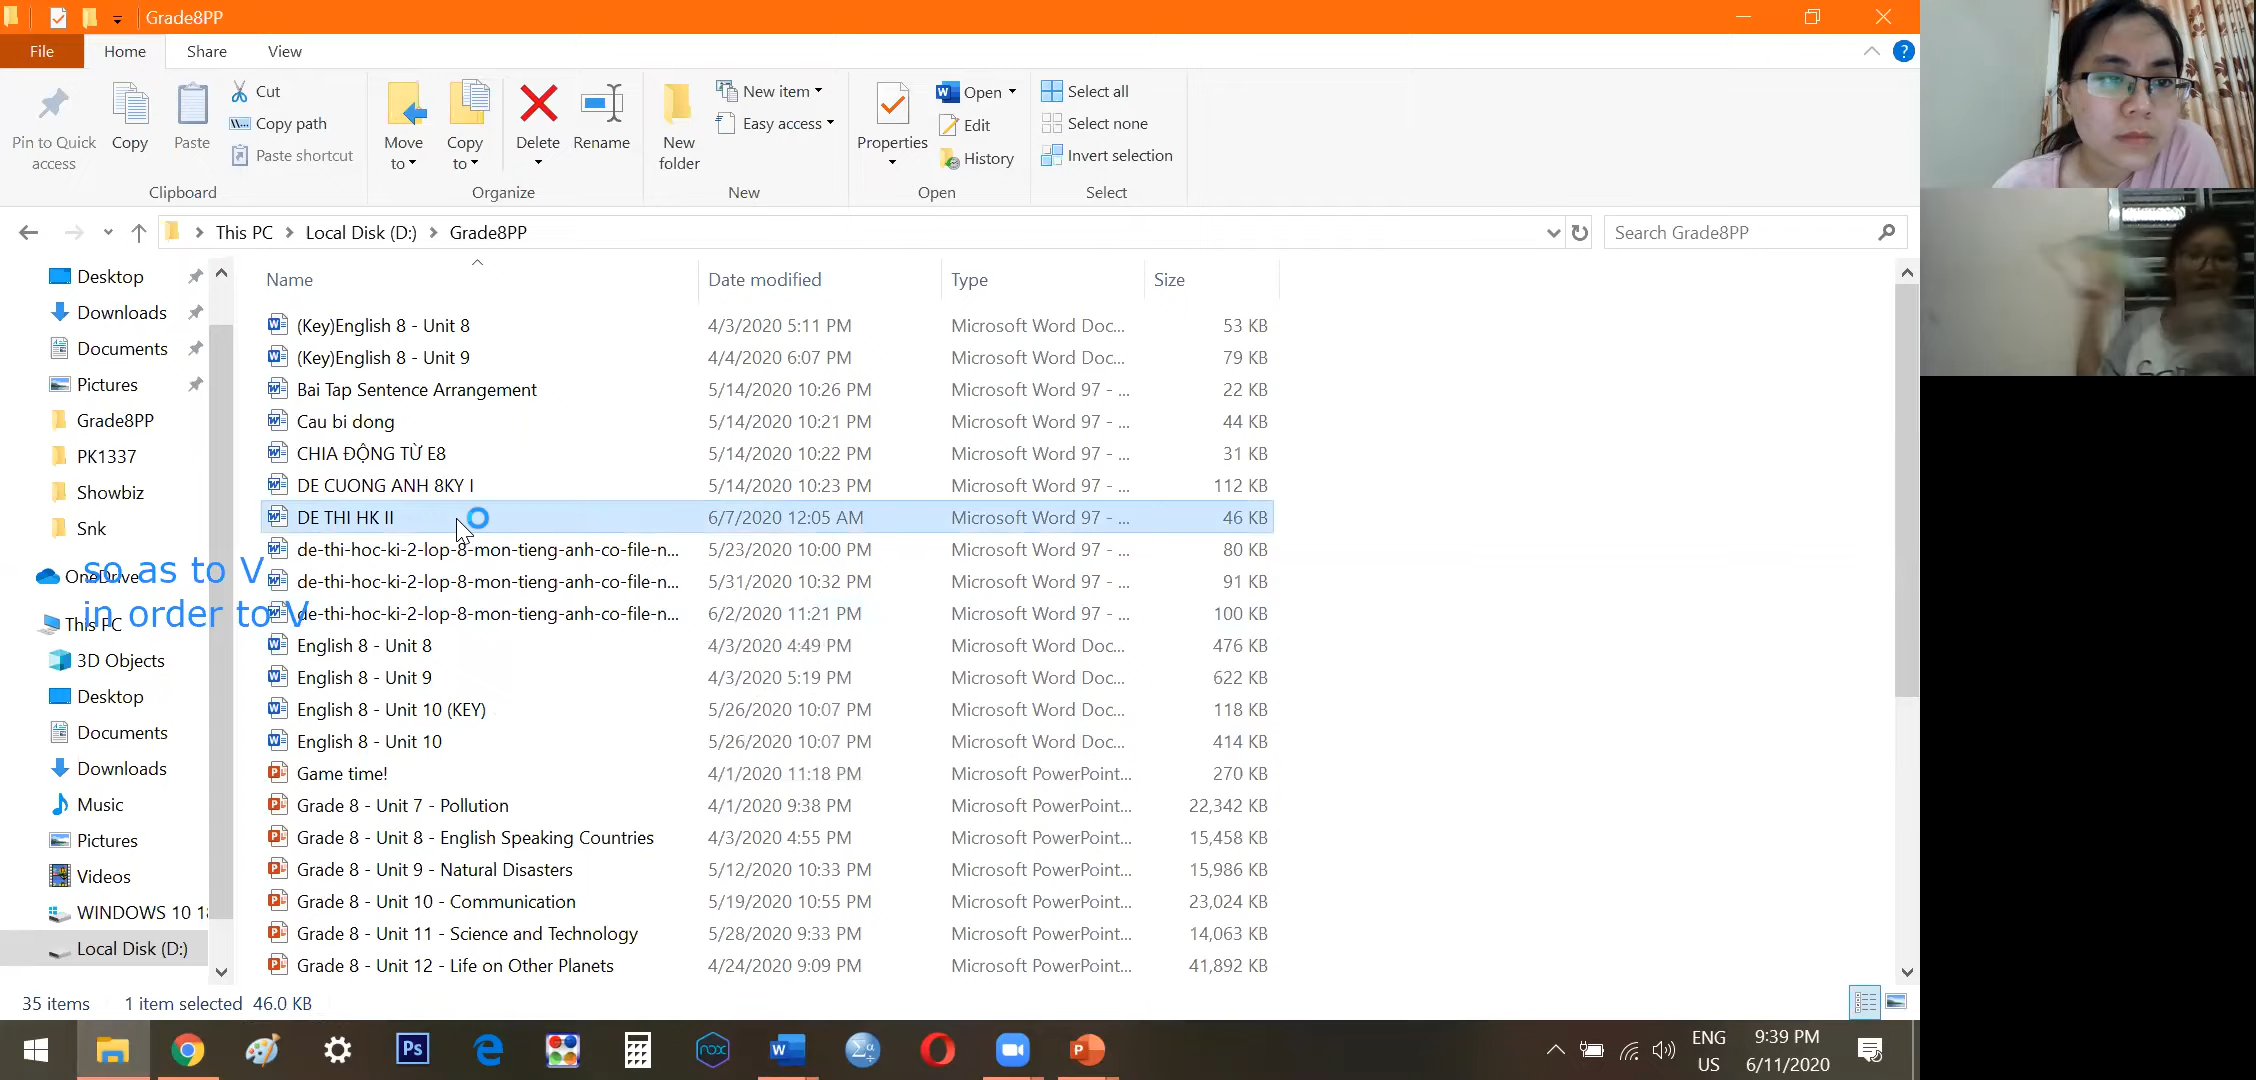 Grade8PP
File Home Share View
Pin to Quick access
Copy
Paste
Cut
Copy path
Paste shortcut
Clipboard
Move to
Copy to
Delete
Rename
Organize
New folder
New item
Easy access
New
Properties
Open
Edit
History
Open
Select all
Select none
Invert selection
Select
This PC > Local Disk (D:) > Grade8PP
Search Grade8PP
Desktop
Downloads
Documents
Pictures
Grade8PP
PK1337
Showbiz
Snk
OneDrive
This PC
3D Objects
Desktop
Documents
Downloads
Music
Pictures
Videos
WINDOWS 10 1
Local Disk (D:)
so as to V
in order to V
Name Date modified Type Size
(Key)English 8 - Unit 8 4/3/2020 5:11 PM Microsoft Word Doc... 53 KB
(Key)English 8 - Unit 9 4/4/2020 6:07 PM Microsoft Word Doc... 79 KB
Bai Tap Sentence Arrangement 5/14/2020 10:26 PM Microsoft Word 97 - ... 22 KB
Cau bi dong 5/14/2020 10:21 PM Microsoft Word 97 - ... 44 KB
CHIA ĐỘNG TỪ E8 5/14/2020 10:22 PM Microsoft Word 97 - ... 31 KB
DE CUONG ANH 8KY I 5/14/2020 10:23 PM Microsoft Word 97 - ... 112 KB
DE THI HK II 6/7/2020 12:05 AM Microsoft Word 97 - ... 46 KB
de-thi-hoc-ki-2-lop-8-mon-tieng-anh-co-file-n... 5/23/2020 10:00 PM Microsoft Word 97 - ... 80 KB
de-thi-hoc-ki-2-lop-8-mon-tieng-anh-co-file-n... 5/31/2020 10:32 PM Microsoft Word 97 - ... 91 KB
de-thi-hoc-ki-2-lop-8-mon-tieng-anh-co-file-n... 6/2/2020 11:21 PM Microsoft Word 97 - ... 100 KB
English 8 - Unit 8 4/3/2020 4:49 PM Microsoft Word Doc... 476 KB
English 8 - Unit 9 4/3/2020 5:19 PM Microsoft Word Doc... 622 KB
English 8 - Unit 10 (KEY) 5/26/2020 10:07 PM Microsoft Word Doc... 118 KB
English 8 - Unit 10 5/26/2020 10:07 PM Microsoft Word Doc... 414 KB
Game time! 4/1/2020 11:18 PM Microsoft PowerPoint... 270 KB
Grade 8 - Unit 7 - Pollution 4/1/2020 9:38 PM Microsoft PowerPoint... 22,342 KB
Grade 8 - Unit 8 - English Speaking Countries 4/3/2020 4:55 PM Microsoft PowerPoint... 15,458 KB
Grade 8 - Unit 9 - Natural Disasters 5/12/2020 10:33 PM Microsoft PowerPoint... 15,986 KB
Grade 8 - Unit 10 - Communication 5/19/2020 10:55 PM Microsoft PowerPoint... 23,024 KB
Grade 8 - Unit 11 - Science and Technology 5/28/2020 9:33 PM Microsoft PowerPoint... 14,063 KB
Grade 8 - Unit 12 - Life on Other Planets 4/24/2020 9:09 PM Microsoft PowerPoint... 41,892 KB
35 items 1 item selected 46.0 KB
Ps
nox
ENG
US
9:39 PM
6/11/2020